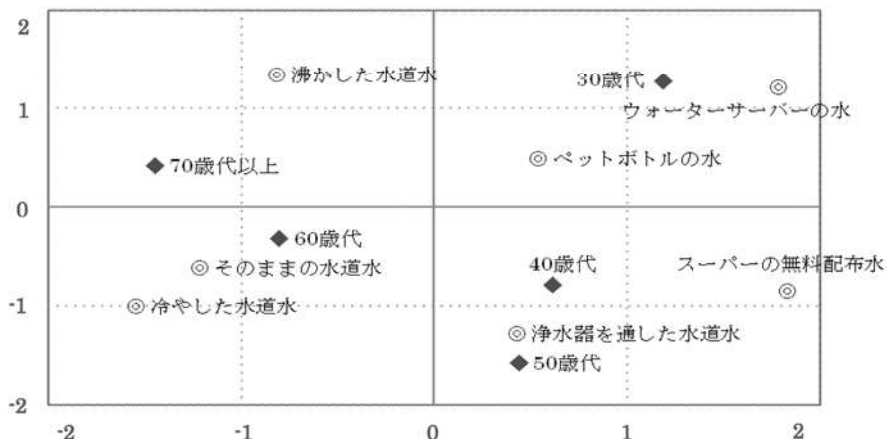 2
沸かした水道水
30歳代
ウォーターサーバーの水
1
ペットボトルの水
70歳代以上
0
60歳代
そのままの水道水
40歳代
スーパーの無料配布水
-1
冷やした水道水
浄水器を通した水道水
50歳代
-2
-2 -1 0 1 2